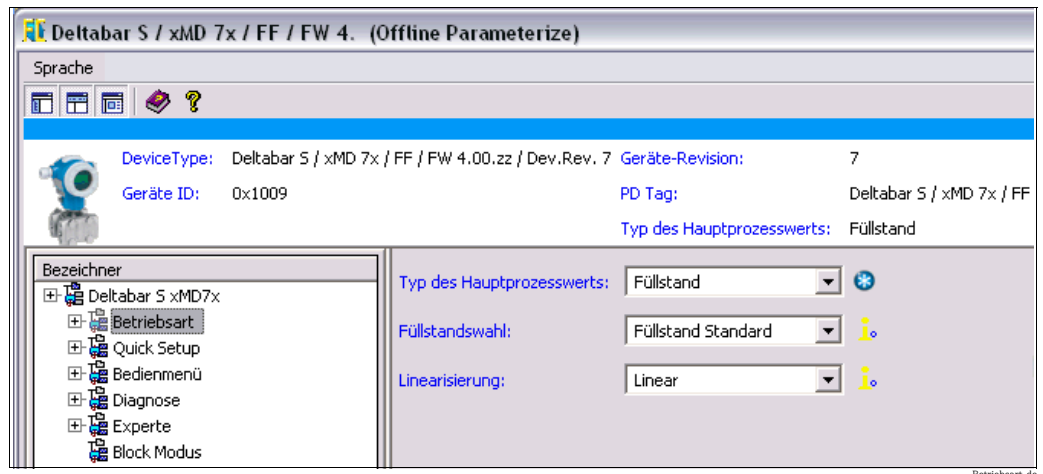 Deltabar S / xMD 7x / FF / FW 4. (Offline Parameterize)
Sprache
DeviceType: Deltabar S / xMD 7x / FF / FW 4.00.zz / Dev.Rev. 7 Geräte-Revision: 7
Geräte ID: 0x1009 PD Tag: Deltabar S / xMD 7x / FF
Typ des Hauptprozesswerts: Füllstand
Bezeichner
Deltabar S xMD7x
Betriebsart
Quick Setup
Bedienmenü
Diagnose
Experte
Block Modus
Typ des Hauptprozesswerts: Füllstand
Füllstandswahl: Füllstand Standard
Linearisierung: Linear